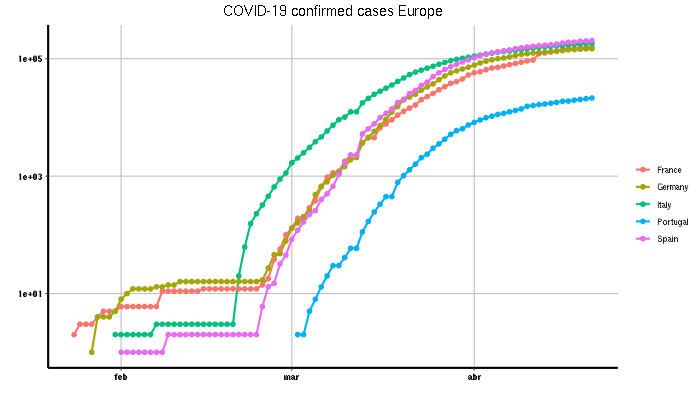 COVID-19 confirmed cases Europe
1e+05
1e+03
1e+01
feb
mar
abr
France
Germany
Italy
Portugal
Spain